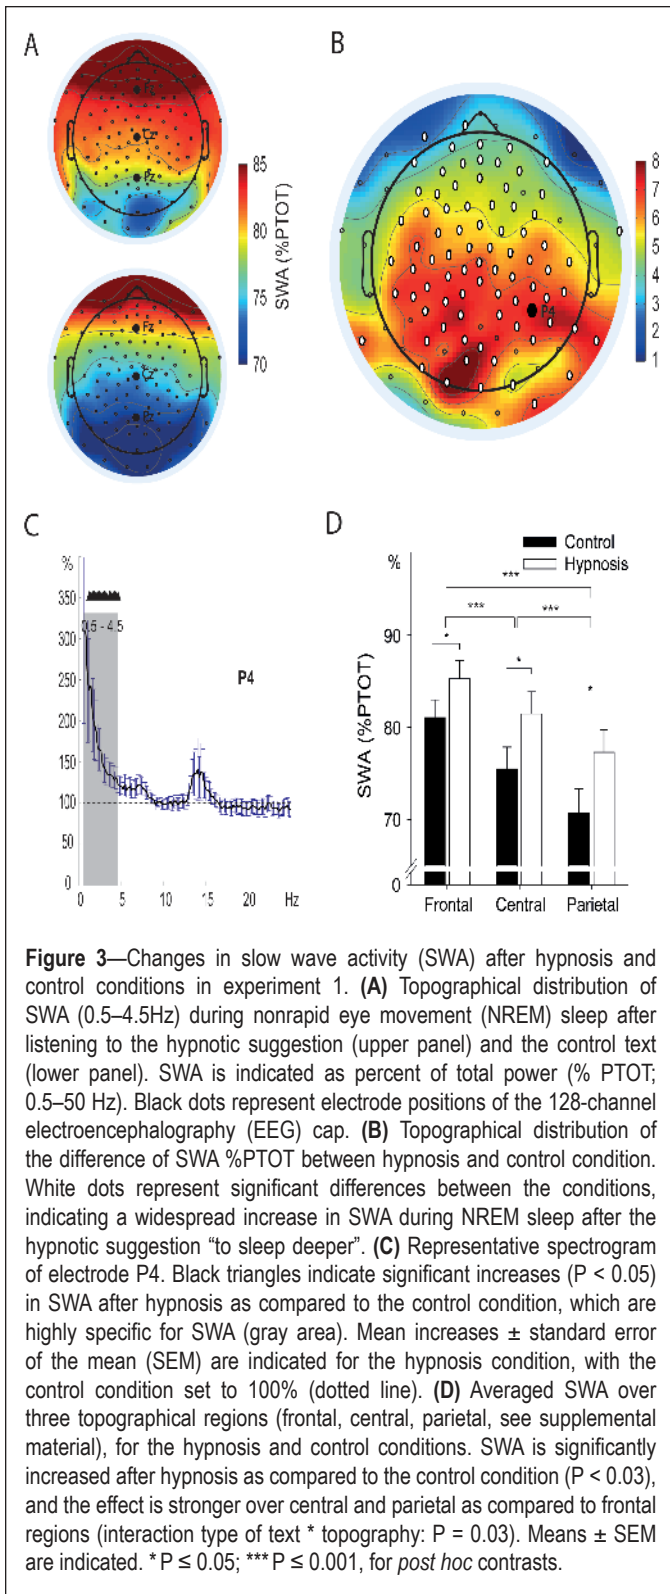 A
B
Fz
Cz
Pz
85
80
75
70
SWA (%PTOT)
Fz
Cz
Pz
P4
8
7
6
5
4
3
2
1
C
%
350
300
250
200
150
100
50
0
0.5 - 4.5
P4
0 5 10 15 20 Hz
D
Control
Hypnosis
%
90
80
70
0
SWA (%PTOT)
***
*** ***
* * *
Frontal Central Parietal
Figure 3—Changes in slow wave activity (SWA) after hypnosis and
control conditions in experiment 1. (A) Topographical distribution of
SWA (0.5–4.5Hz) during nonrapid eye movement (NREM) sleep after
listening to the hypnotic suggestion (upper panel) and the control text
(lower panel). SWA is indicated as percent of total power (% PTOT;
0.5–50 Hz). Black dots represent electrode positions of the 128-channel
electroencephalography (EEG) cap. (B) Topographical distribution of
the difference of SWA %PTOT between hypnosis and control condition.
White dots represent significant differences between the conditions,
indicating a widespread increase in SWA during NREM sleep after the
hypnotic suggestion “to sleep deeper”. (C) Representative spectrogram
of electrode P4. Black triangles indicate significant increases (P < 0.05)
in SWA after hypnosis as compared to the control condition, which are
highly specific for SWA (gray area). Mean increases ± standard error
of the mean (SEM) are indicated for the hypnosis condition, with the
control condition set to 100% (dotted line). (D) Averaged SWA over
three topographical regions (frontal, central, parietal, see supplemental
material), for the hypnosis and control conditions. SWA is significantly
increased after hypnosis as compared to the control condition (P < 0.03),
and the effect is stronger over central and parietal as compared to frontal
regions (interaction type of text * topography: P = 0.03). Means ± SEM
are indicated. * P ≤ 0.05; *** P ≤ 0.001, for post hoc contrasts.